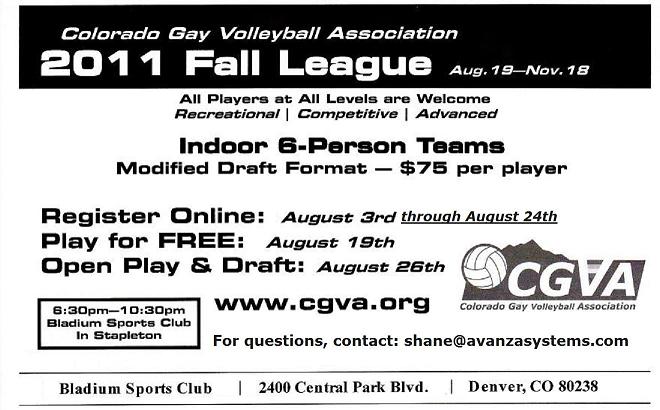 Colorado Gay Volleyball Association
2011 Fall League Aug. 19—Nov. 18
All Players at All Levels are Welcome
Recreational | Competitive | Advanced
Indoor 6-Person Teams
Modified Draft Format — $75 per player
Register Online: August 3rd through August 24th
Play for FREE: August 19th
Open Play & Draft: August 26th
CGVA
Colorado Gay Volleyball Association
6:30pm—10:30pm
Bladium Sports Club
In Stapleton
www.cgva.org
For questions, contact: shane@avanzasystems.com
Bladium Sports Club | 2400 Central Park Blvd. | Denver, CO 80238